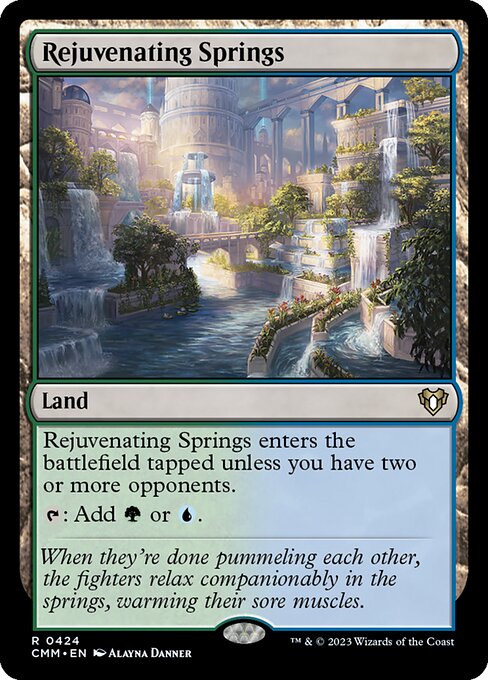 Rejuvenating Springs
Land
Rejuvenating Springs enters the
battlefield tapped unless you have two
or more opponents.
: Add or .
When they're done pummeling each other,
the fighters relax companionably in the
springs, warming their sore muscles.
R 0424
CMM • EN ALAYNA DANNER
™ & © 2023 Wizards of the Coast